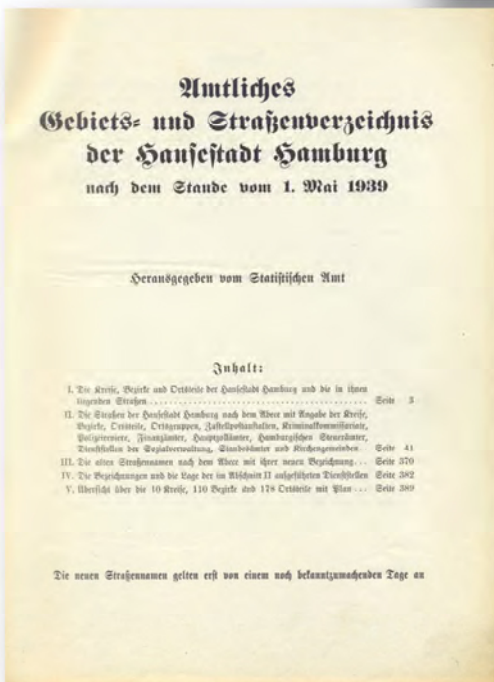 Amtliches
Gebiets- und Straßenverzeichnis
der Hansestadt Hamburg
nach dem Stande vom 1. Mai 1939
Herausgegeben vom Statistischen Amt
Inhalt:
I. Die Kreise, Bezirke und Ortsteile der Hansestadt Hamburg und die in ihnen
liegenden Straßen ........................................ Seite 3
II. Die Straßen der Hansestadt Hamburg nach dem Abece mit Angabe der Kreise,
Bezirke, Ortsteile, Ortsgruppen, Zustellpostanstalten, Kriminalkommissariate,
Polizeireviere, Finanzämter, Hauptzollämter, Hamburgischen Steuerämter,
Dienststellen der Sozialverwaltung, Standesämter und Kirchengemeinden. Seite 41
III. Die alten Straßennamen nach dem Abece mit ihrer neuen Bezeichnung... Seite 370
IV. Die Bezeichnungen und die Lage der im Abschnitt II aufgeführten Dienststellen Seite 382
V. Übersicht über die 10 Kreise, 110 Bezirke und 178 Ortsteile mit Plan... Seite 389
Die neuen Straßennamen gelten erst von einem noch bekanntzumachenden Tage an